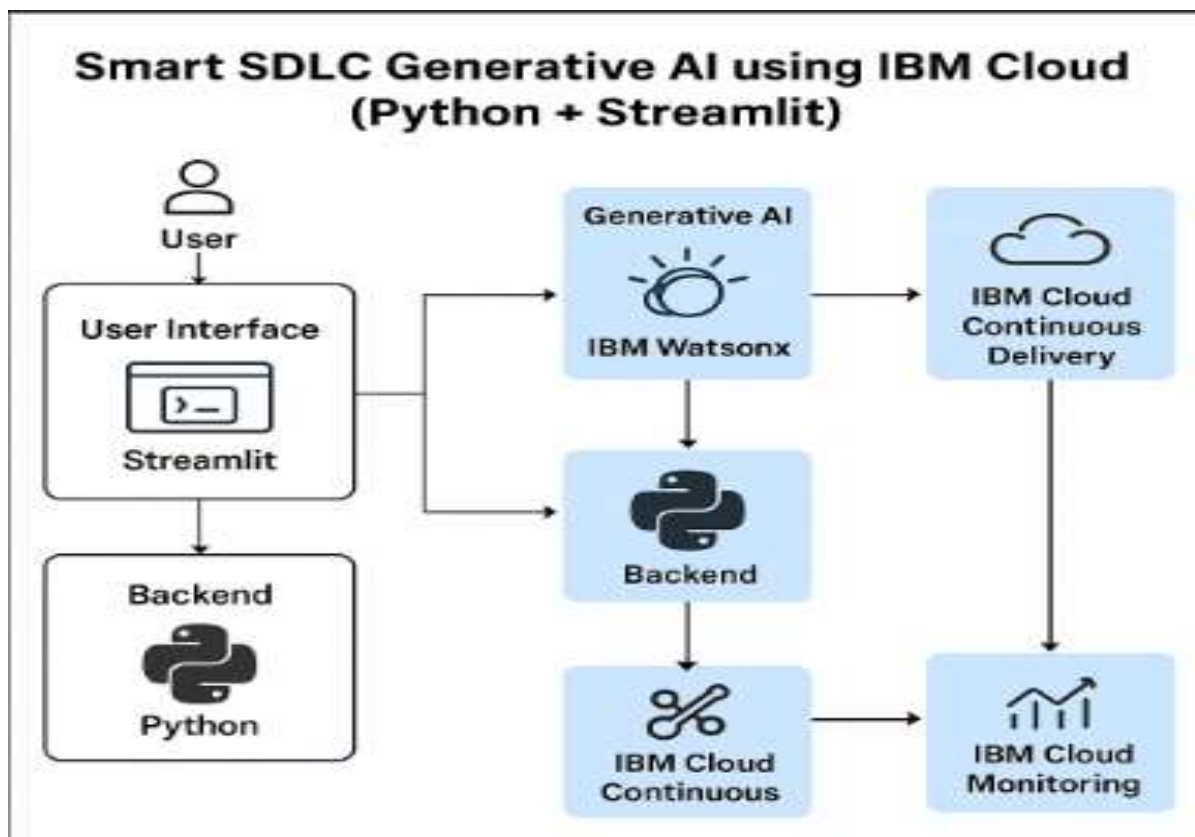 Smart SDLC Generative AI using IBM Cloud
(Python + Streamlit)
User
User Interface
Streamlit
Backend
Python
Generative AI
IBM Watsonx
Backend
IBM Cloud
Continuous
IBM Cloud
Continuous
Delivery
IBM Cloud
Monitoring